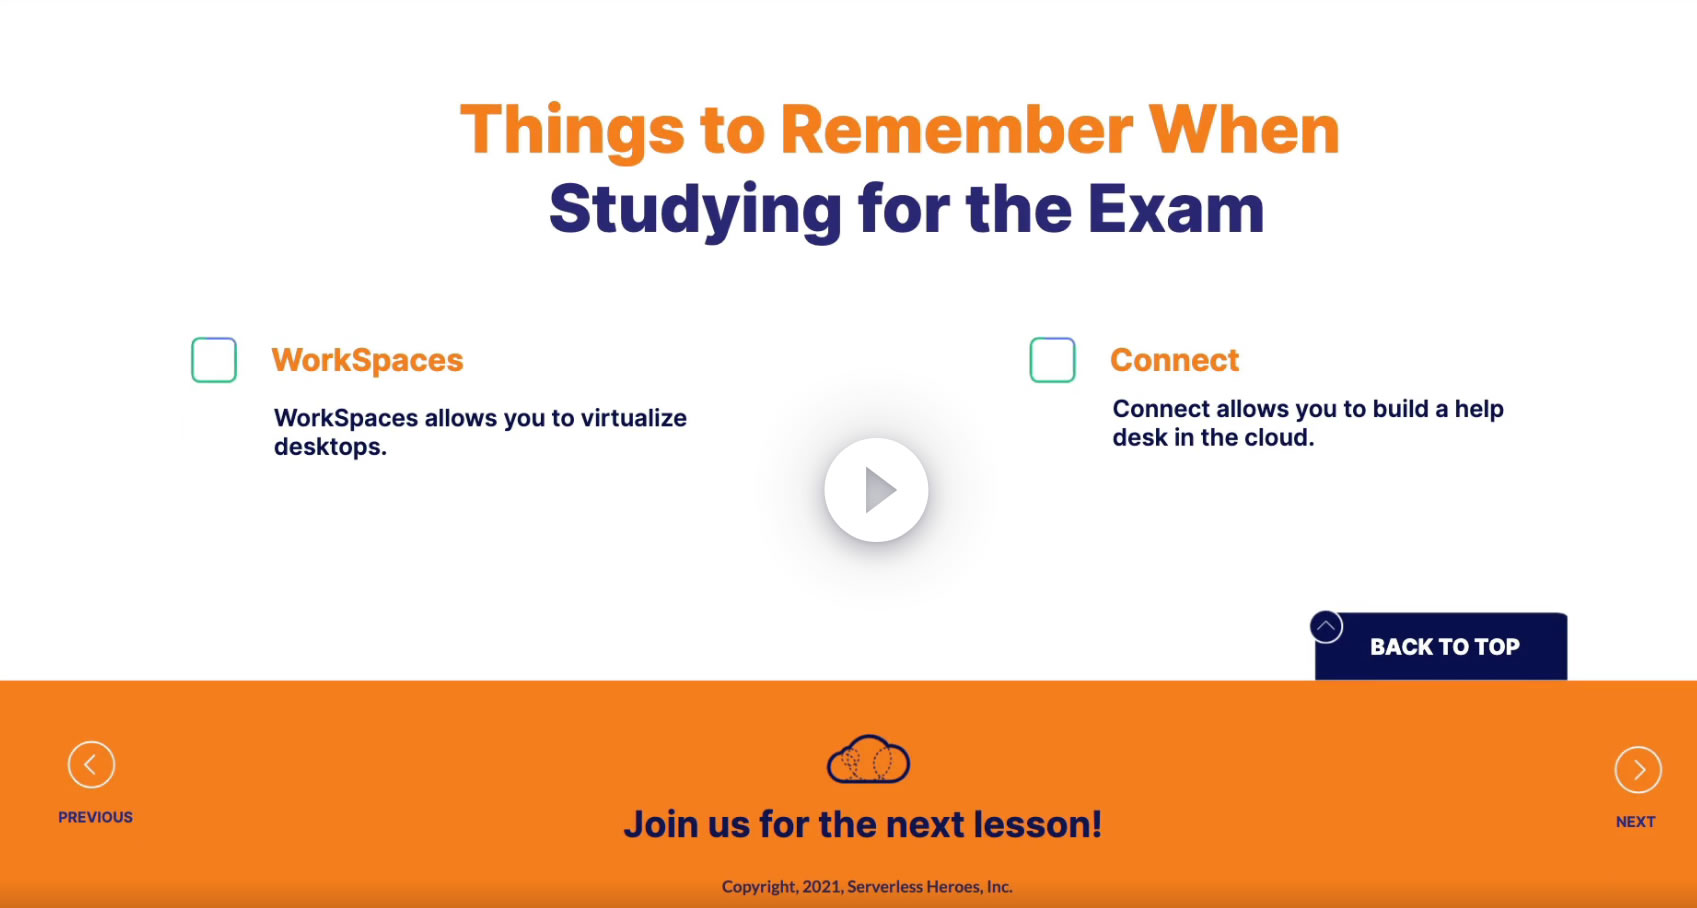 Things to Remember When
Studying for the Exam
WorkSpaces
WorkSpaces allows you to virtualize
desktops.
Connect
Connect allows you to build a help
desk in the cloud.
BACK TO TOP
PREVIOUS
Join us for the next lesson!
NEXT
Copyright, 2021, Serverless Heroes, Inc.